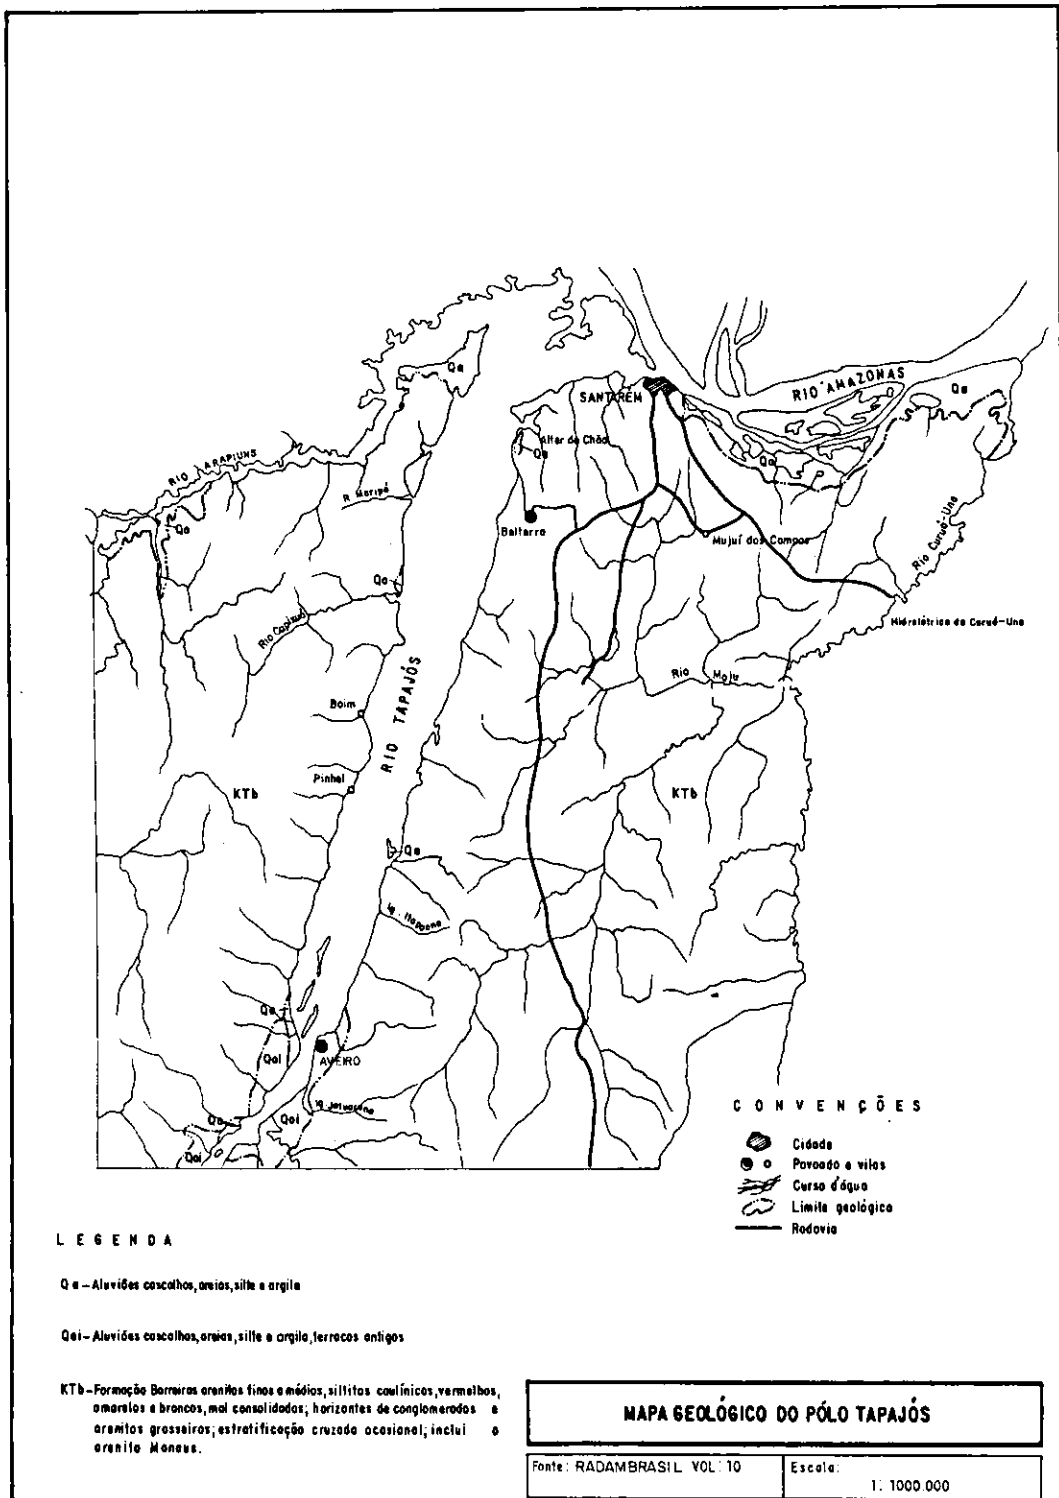 Qa
RIO AMAZONAS
Qa
SANTARÉM
Alter do Chão
Qa
Qa
RIO ARAPIUNS
R. Maripá
Qa
Belterra
Mujuí dos Campos
Rio Curuá-Una
Qa
Rio Capixuã
Hidrelétrica de Curuá-Una
RIO TAPAJÓS
Rio Moju
Boim
Pinhel
KTb
KTb
Qa
Ig. Itapaena
Qa
Qai
AVEIRO
Qa
Qai
Qai
CONVENÇÕES
Cidade
Povoado e vilas
Curso d'água
Limite geológico
Rodovia
LEGENDA
Qa - Aluviões cascalhos, areias, silte e argila
Qai - Aluviões cascalhos, areias, silte e argila, terraços antigos
KTb - Formação Barreiras arenitos finos e médios, siltitos caulínicos, vermelhos,
amarelos e brancos, mal consolidados; horizontes de conglomerados e
arenitos grosseiros; estratificação cruzada ocasional; inclui o
arenito Manaus.
MAPA GEOLÓGICO DO PÓLO TAPAJÓS
Fonte: RADAMBRASIL VOL: 10
Escala:
1: 1000.000